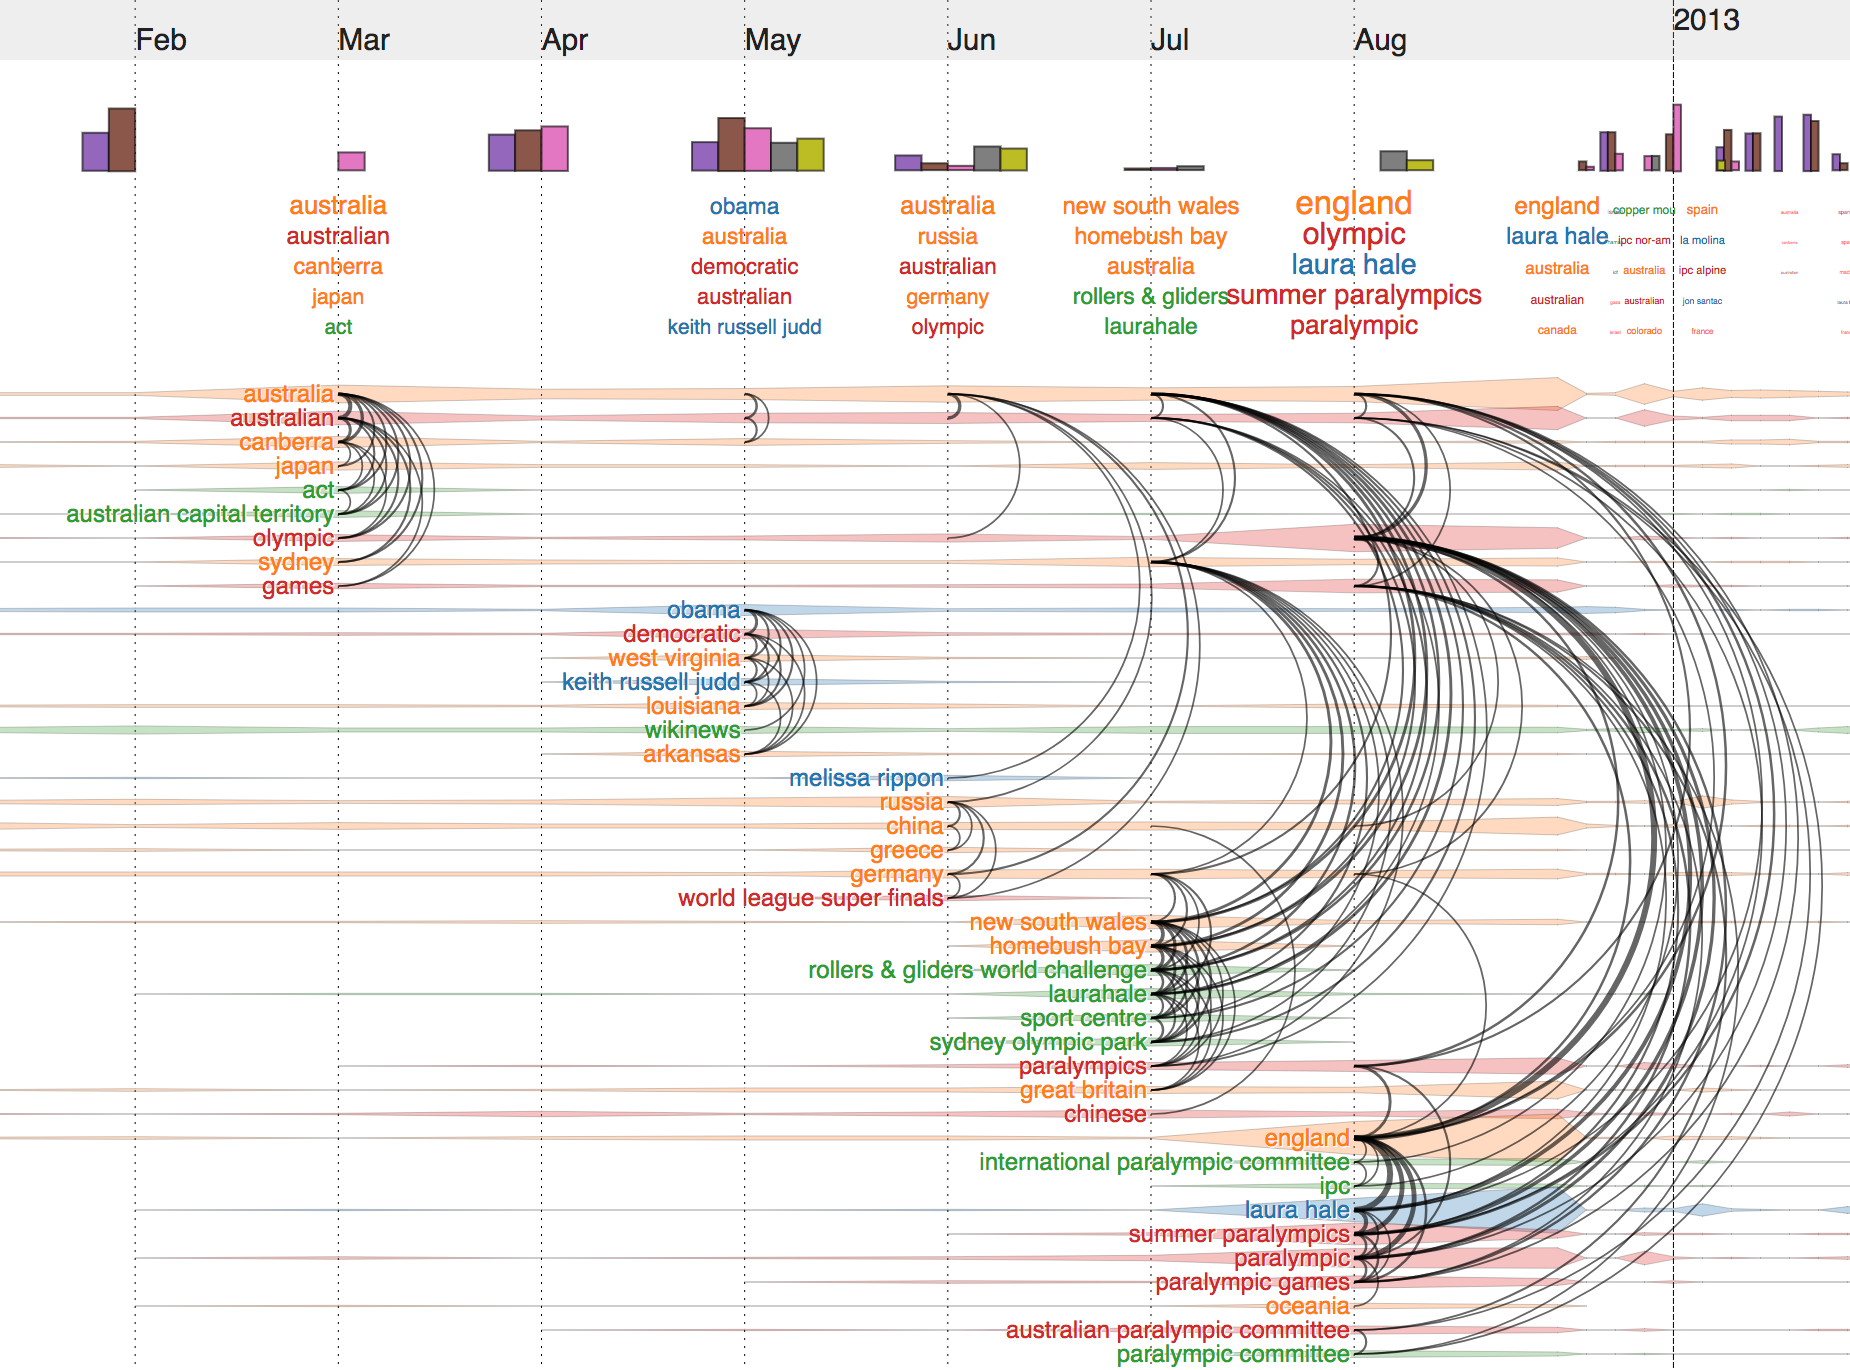 2013
Feb Mar Apr May Jun Jul Aug
australia obama australia new south wales england england copper mou spain
australian australia russia homebush bay olympic laura hale ipc nor-am la molina
canberra democratic australian australia laura hale australia australia ipc alpine
japan australian germany rollers & gliders summer paralympics australian australian jon santac
act keith russell judd olympic laurahale paralympic canada colorado france
australia
australian
canberra
japan
act
australian capital territory
olympic
sydney
games
obama
democratic
west virginia
keith russell judd
louisiana
wikinews
arkansas
melissa rippon
russia
china
greece
germany
world league super finals
new south wales
homebush bay
rollers & gliders world challenge
laurahale
sport centre
sydney olympic park
paralympics
great britain
chinese
england
international paralympic committee
ipc
laura hale
summer paralympics
paralympic
paralympic games
oceania
australian paralympic committee
paralympic committee